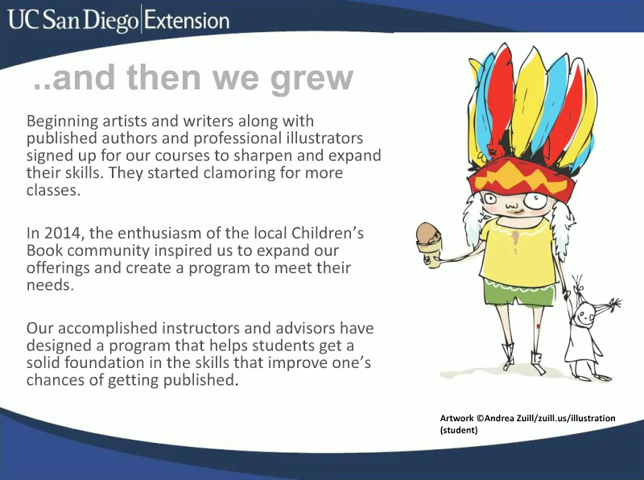 UC San Diego Extension
..and then we grew
Beginning artists and writers along with
published authors and professional illustrators
signed up for our courses to sharpen and expand
their skills. They started clamoring for more
classes.
In 2014, the enthusiasm of the local Children's
Book community inspired us to expand our
offerings and create a program to meet their
needs.
Our accomplished instructors and advisors have
designed a program that helps students get a
solid foundation in the skills that improve one's
chances of getting published.
Artwork ©Andrea Zuill/zuill.us/illustration
(student)